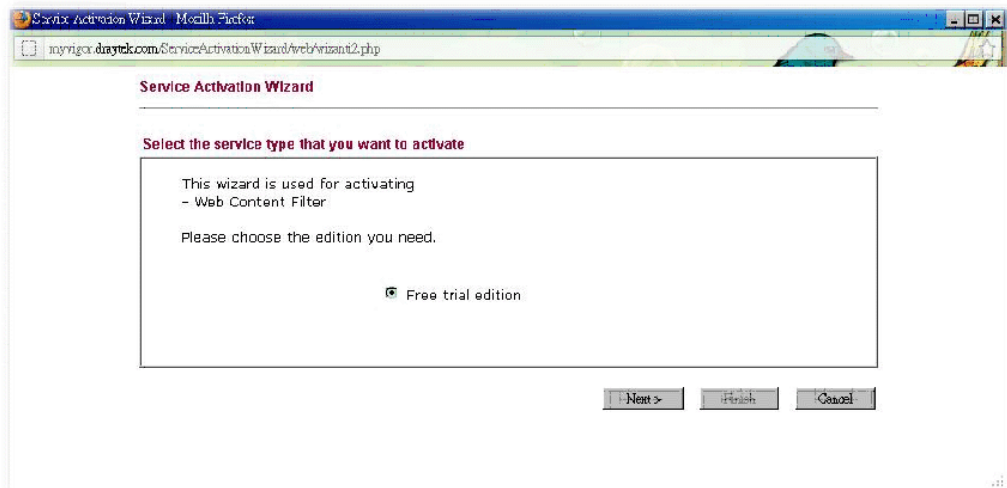 Service Activation Wizard - Mozilla Firefox
myvigor.draytek.com/ServiceActivationWizard/web/wizanti2.php
Service Activation Wizard
Select the service type that you want to activate
This wizard is used for activating
- Web Content Filter
Please choose the edition you need.
Free trial edition
Next >
Finish
Cancel